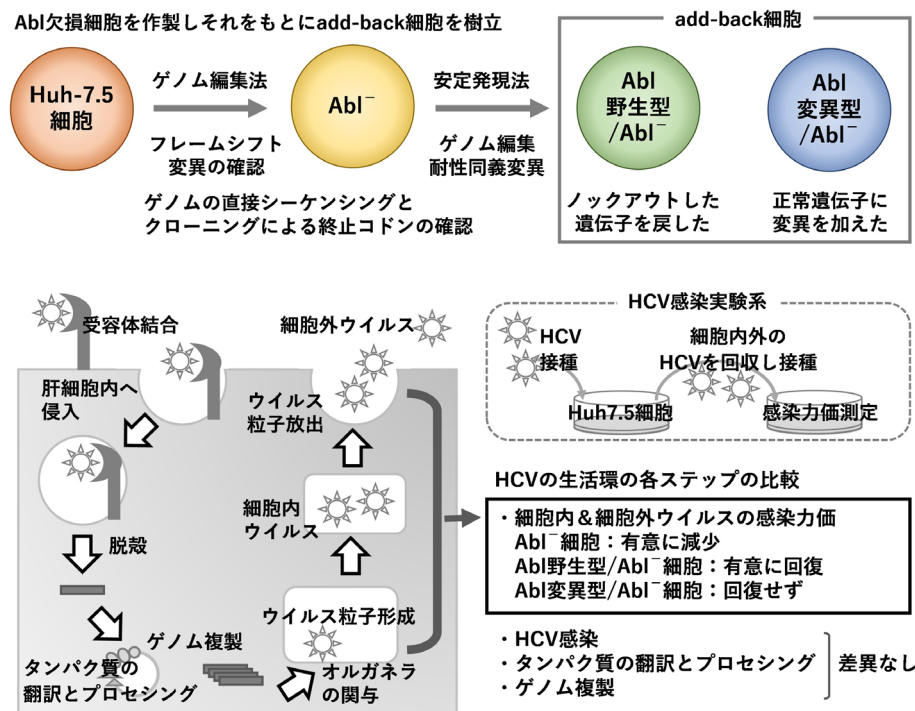 Abl欠損細胞を作製しそれをもとにadd-back細胞を樹立
add-back細胞
Huh-7.5
細胞
ゲノム編集法
フレームシフト
変異の確認
Abl⁻
安定発現法
ゲノム編集
耐性同義変異
ゲノムの直接シーケンシングと
クローニングによる終止コドンの確認
Abl
野生型
/Abl⁻
ノックアウトした
遺伝子を戻した
Abl
変異型
/Abl⁻
正常遺伝子に
変異を加えた
受容体結合
肝細胞内へ
侵入
脱殻
タンパク質の
翻訳とプロセシング
ゲノム複製
オルガネラ
の関与
ウイルス粒子形成
細胞内
ウイルス
ウイルス
粒子放出
細胞外ウイルス
HCV感染実験系
HCV
接種
細胞内外の
HCVを回収し接種
Huh7.5細胞
感染力価測定
HCVの生活環の各ステップの比較
・細胞内&細胞外ウイルスの感染力価
Abl⁻細胞:有意に減少
Abl野生型/Abl⁻細胞:有意に回復
Abl変異型/Abl⁻細胞:回復せず
・HCV感染
・タンパク質の翻訳とプロセシング
・ゲノム複製
差異なし